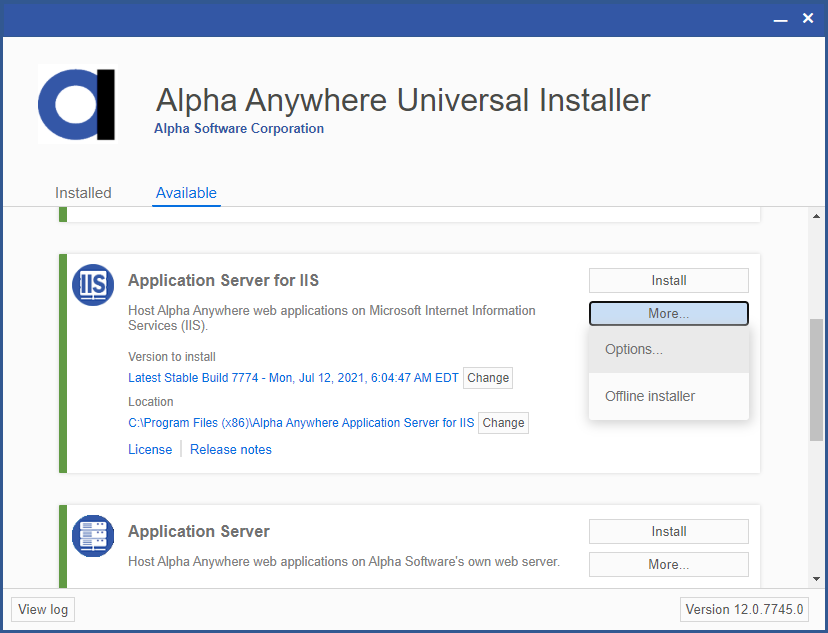 Alpha Anywhere Universal Installer
Alpha Software Corporation
Installed
Available
IIS
Application Server for IIS
Host Alpha Anywhere web applications on Microsoft Internet Information
Services (IIS).
Version to install
Latest Stable Build 7774 - Mon, Jul 12, 2021, 6:04:47 AM EDT
Change
Location
C:\Program Files (x86)\Alpha Anywhere Application Server for IIS
Change
License
Release notes
Install
More...
Options...
Offline installer
Application Server
Host Alpha Anywhere web applications on Alpha Software's own web server.
Install
More...
View log
Version 12.0.7745.0